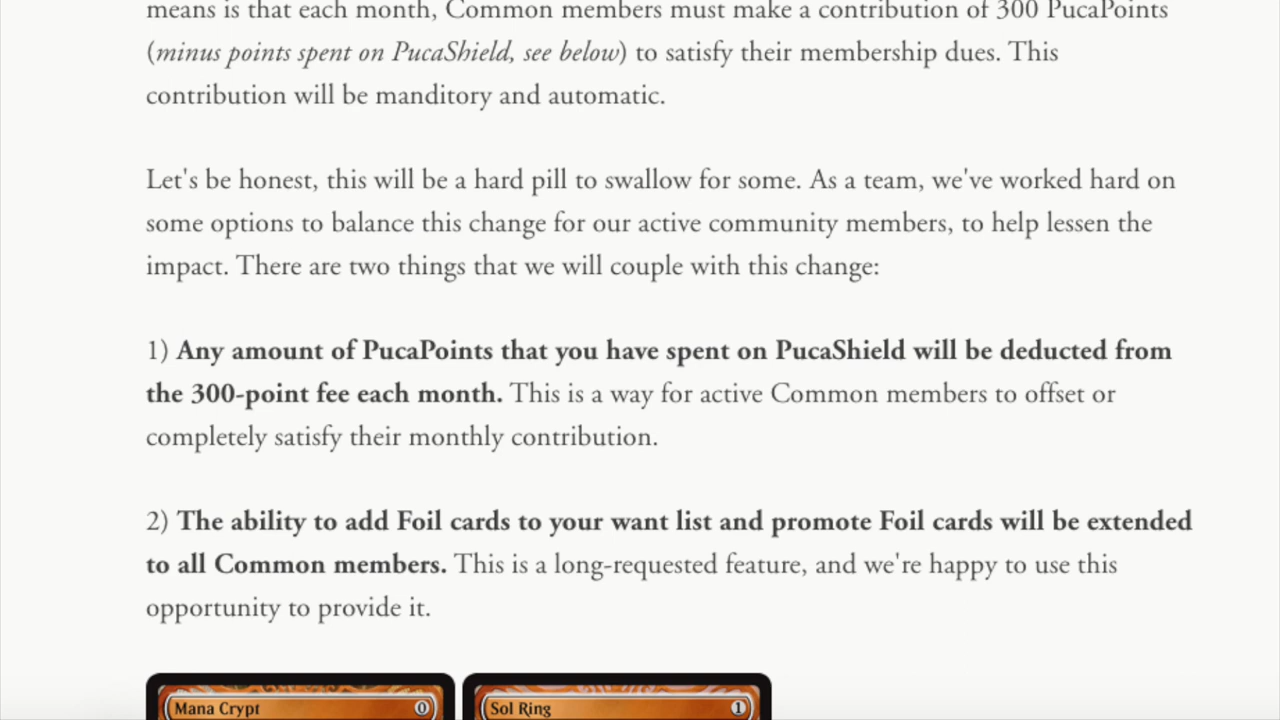 means is that each month, Common members must make a contribution of 300 PucaPoints
(minus points spent on PucaShield, see below) to satisfy their membership dues. This
contribution will be manditory and automatic.
Let's be honest, this will be a hard pill to swallow for some. As a team, we've worked hard on
some options to balance this change for our active community members, to help lessen the
impact. There are two things that we will couple with this change:
1) Any amount of PucaPoints that you have spent on PucaShield will be deducted from
the 300-point fee each month. This is a way for active Common members to offset or
completely satisfy their monthly contribution.
2) The ability to add Foil cards to your want list and promote Foil cards will be extended
to all Common members. This is a long-requested feature, and we're happy to use this
opportunity to provide it.
Mana Crypt 0 Sol Ring 1